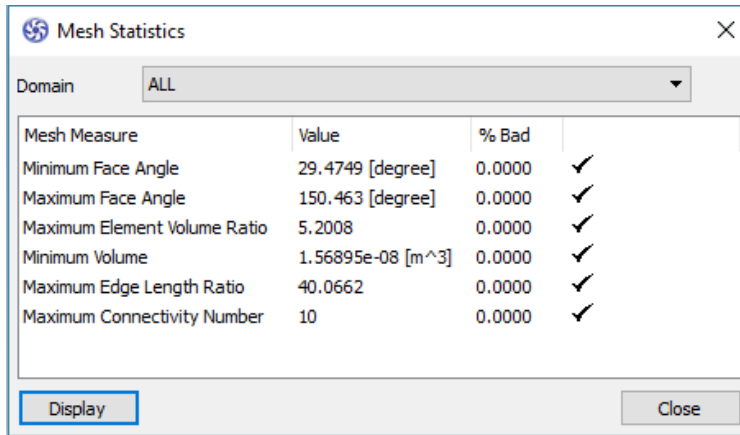 Mesh Statistics
Domain ALL
Mesh Measure Value % Bad
Minimum Face Angle 29.4749 [degree] 0.0000
Maximum Face Angle 150.463 [degree] 0.0000
Maximum Element Volume Ratio 5.2008 0.0000
Minimum Volume 1.56895e-08 [m^3] 0.0000
Maximum Edge Length Ratio 40.0662 0.0000
Maximum Connectivity Number 10 0.0000
Display Close